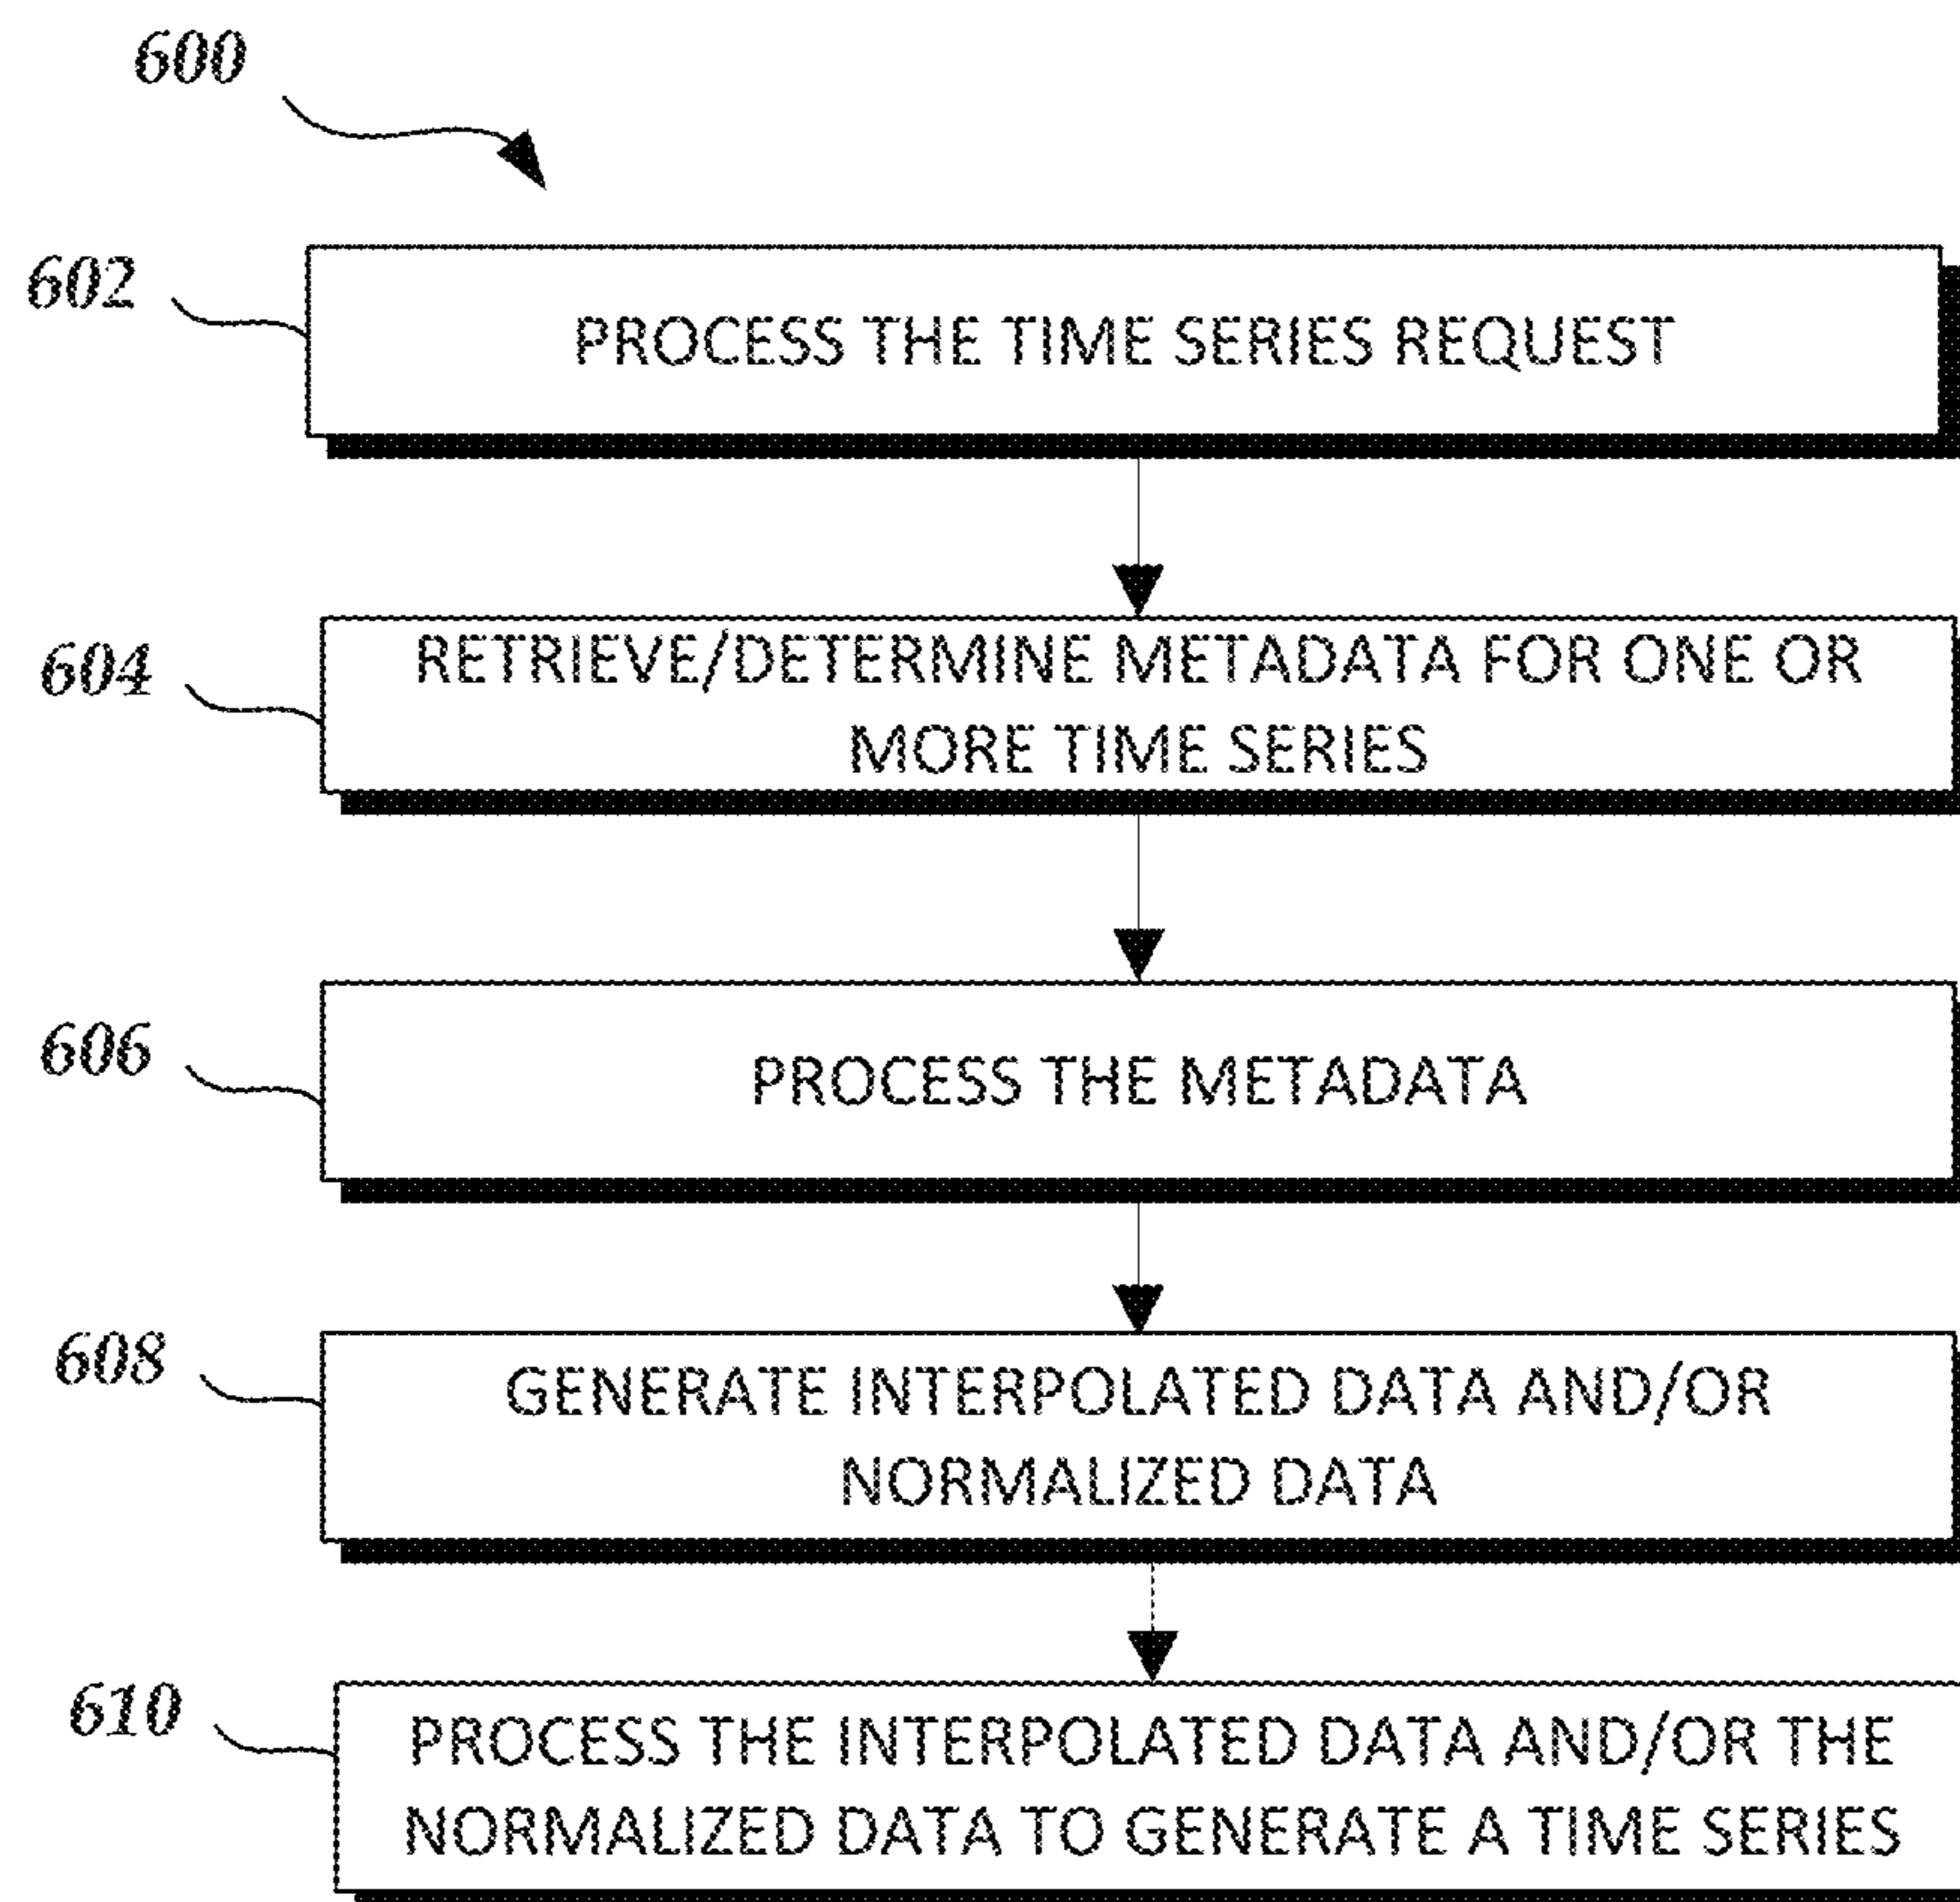 600
602
PROCESS THE TIME SERIES REQUEST
604
RETRIEVE/DETERMINE METADATA FOR ONE OR
MORE TIME SERIES
606
PROCESS THE METADATA
608
GENERATE INTERPOLATED DATA AND/OR
NORMALIZED DATA
610
PROCESS THE INTERPOLATED DATA AND/OR THE
NORMALIZED DATA TO GENERATE A TIME SERIES